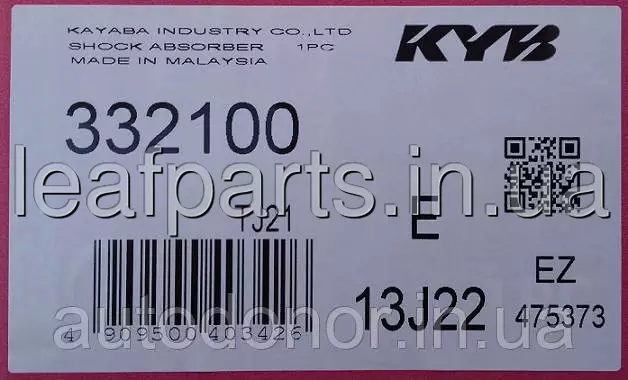 KAYABA INDUSTRY CO.,LTD
SHOCK ABSORBER 1PC
MADE IN MALAYSIA
KYB
332100
leafparts.in.ua
TJ21
E
EZ
13J22
475373
4 909500 403426
autodonor.in.ua